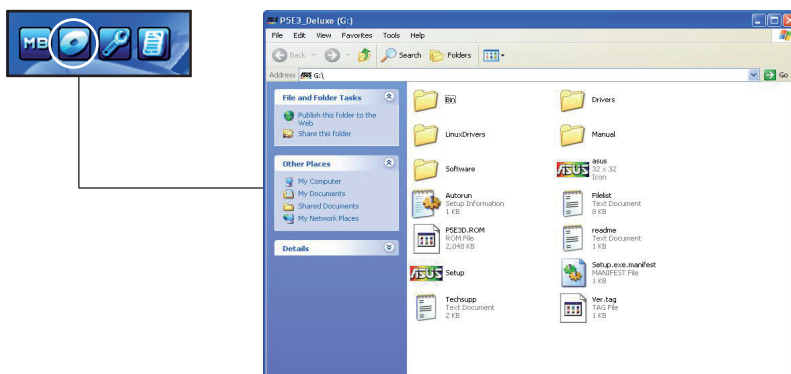 MB
P5E3_Deluxe (G:)
File Edit View Favorites Tools Help
Back Search Folders
Address G:\ Go
File and Folder Tasks
Publish this folder to the
Web
Share this folder
Other Places
My Computer
My Documents
Shared Documents
My Network Places
Details
Bin
Drivers
LinuxDrivers
Manual
Software
ASUS
asus
32 x 32
Icon
Autorun
Setup Information
1 KB
Filelist
Text Document
8 KB
P5E3D.ROM
ROM File
2,048 KB
readme
Text Document
1 KB
ASUS
Setup
Setup.exe.manifest
MANIFEST File
1 KB
Techsupp
Text Document
2 KB
Ver.tag
TAG File
1 KB